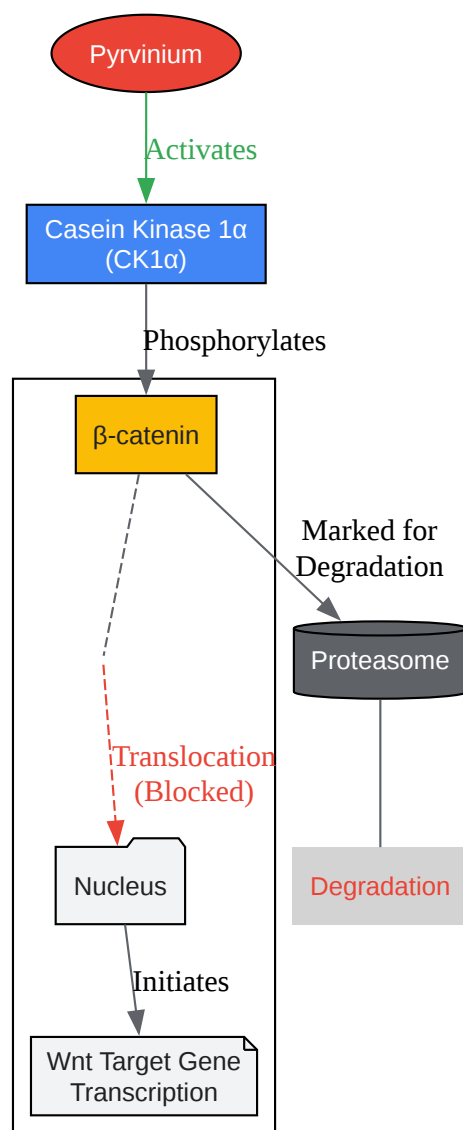 Pyrvinium
Activates
Casein Kinase 1α
(CK1α)
Phosphorylates
β-catenin
Marked for
Degradation
Proteasome
Translocation
(Blocked)
Nucleus
Degradation
Initiates
Wnt Target Gene
Transcription